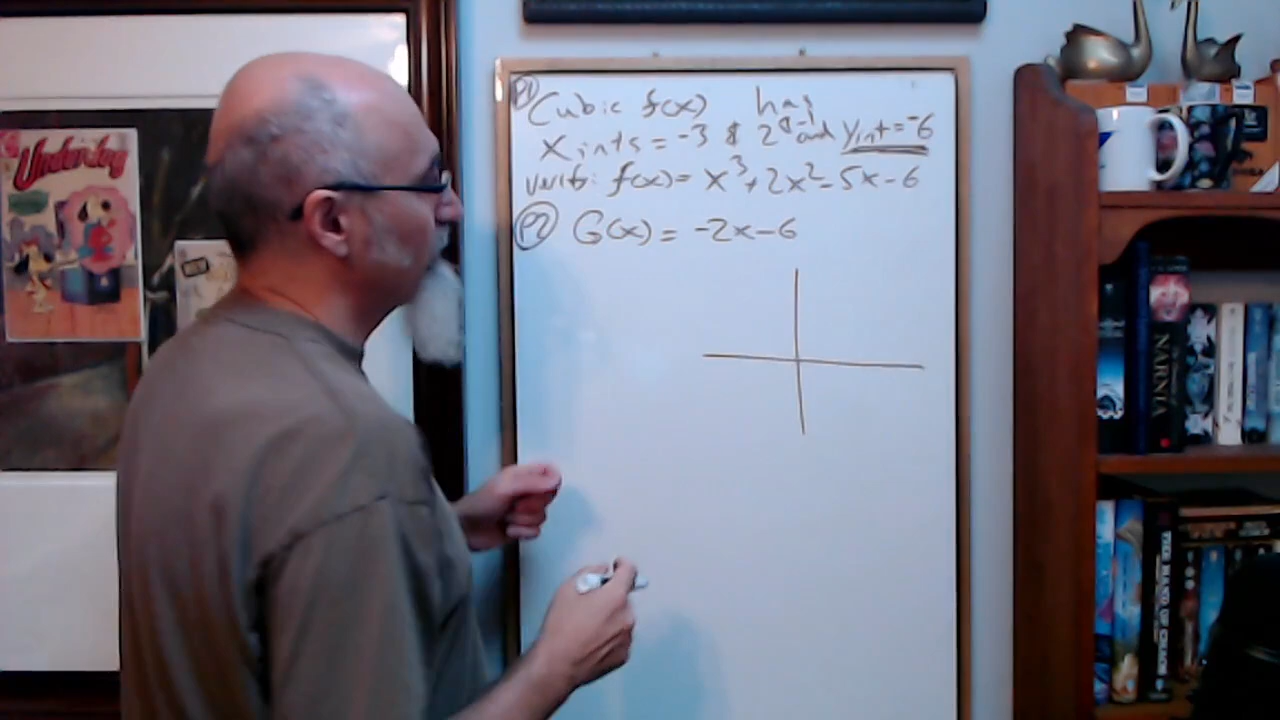 Underdog
P1 Cubic f(x) has
x ints = -3 & 2 & -1 and yint = -6
verify: f(x) = x³ + 2x² - 5x - 6
P2 G(x) = -2x - 6
NARNIA